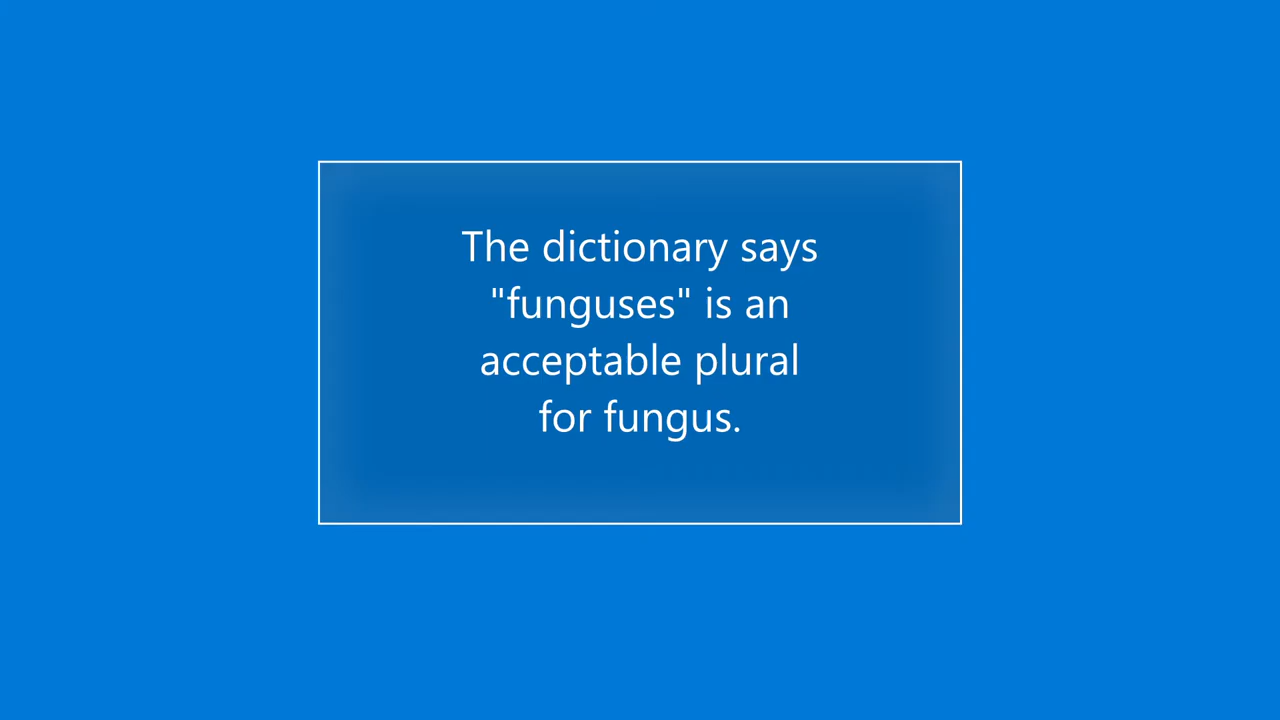 The dictionary says
"funguses" is an
acceptable plural
for fungus.